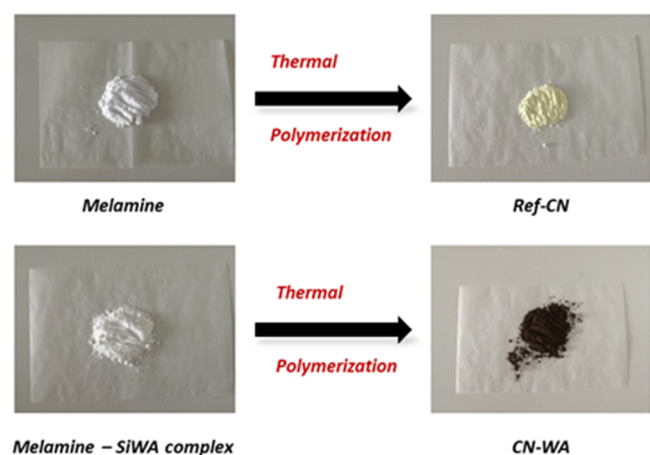 Thermal
Polymerization
Melamine
Ref-CN
Thermal
Polymerization
Melamine – SiWA complex
CN-WA